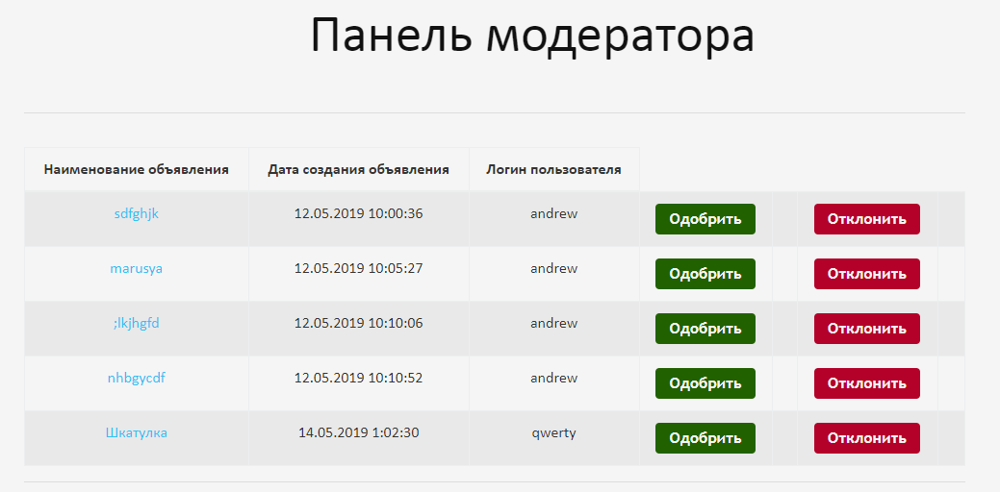 Панель модератора
Наименование объявления Дата создания объявления Логин пользователя
sdfghjk 12.05.2019 10:00:36 andrew Одобрить Отклонить
marusya 12.05.2019 10:05:27 andrew Одобрить Отклонить
;lkjhgfd 12.05.2019 10:10:06 andrew Одобрить Отклонить
nhbgycdf 12.05.2019 10:10:52 andrew Одобрить Отклонить
Шкатулка 14.05.2019 1:02:30 qwerty Одобрить Отклонить